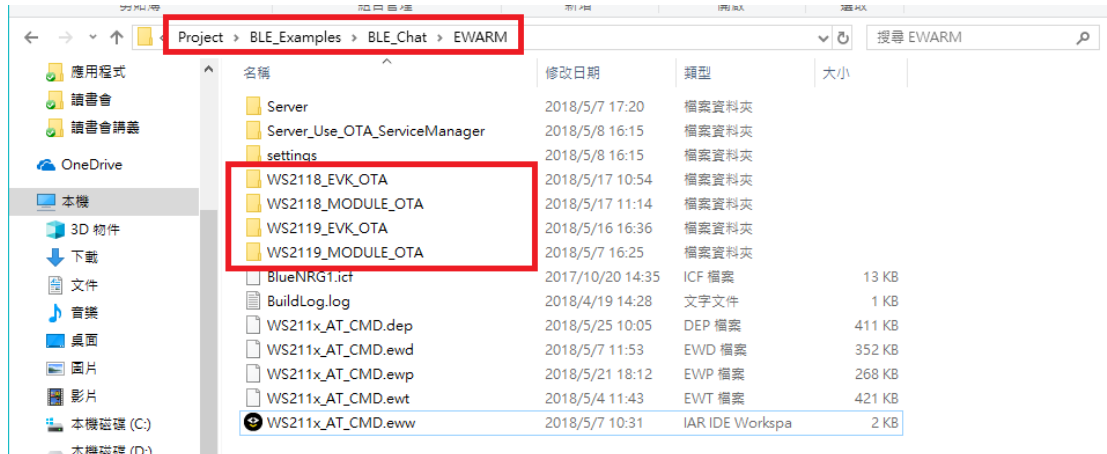 Project > BLE_Examples > BLE_Chat > EWARM
搜尋 EWARM
應用程式
讀書會
讀書會講義
OneDrive
本機
3D 物件
下載
文件
音樂
桌面
圖片
影片
本機磁碟 (C:)
本機磁碟 (D:)
名稱 修改日期 類型 大小
Server 2018/5/7 17:20 檔案資料夾
Server_Use_OTA_ServiceManager 2018/5/8 16:15 檔案資料夾
settings 2018/5/8 16:15 檔案資料夾
WS2118_EVK_OTA 2018/5/17 10:54 檔案資料夾
WS2118_MODULE_OTA 2018/5/17 11:14 檔案資料夾
WS2119_EVK_OTA 2018/5/16 16:36 檔案資料夾
WS2119_MODULE_OTA 2018/5/7 16:25 檔案資料夾
BlueNRG1.icf 2017/10/20 14:35 ICF 檔案 13 KB
BuildLog.log 2018/4/19 14:28 文字文件 1 KB
WS211x_AT_CMD.dep 2018/5/25 10:05 DEP 檔案 411 KB
WS211x_AT_CMD.ewd 2018/5/7 11:53 EWD 檔案 352 KB
WS211x_AT_CMD.ewp 2018/5/21 18:12 EWP 檔案 268 KB
WS211x_AT_CMD.ewt 2018/5/4 11:43 EWT 檔案 421 KB
WS211x_AT_CMD.eww 2018/5/7 10:31 IAR IDE Workspa 2 KB